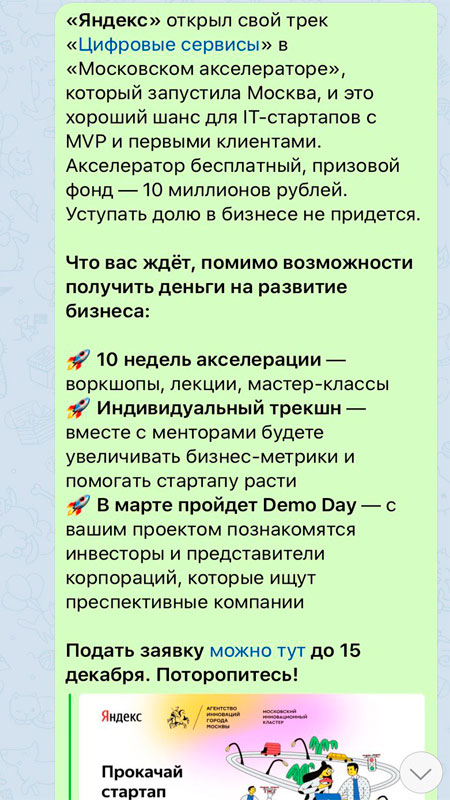 «Яндекс» открыл свой трек
«Цифровые сервисы» в
«Московском акселераторе»,
который запустила Москва, и это
хороший шанс для IT-стартапов с
MVP и первыми клиентами.
Акселератор бесплатный, призовой
фонд — 10 миллионов рублей.
Уступать долю в бизнесе не придется.
Что вас ждёт, помимо возможности
получить деньги на развитие
бизнеса:
🚀 10 недель акселерации —
воркшопы, лекции, мастер-классы
🚀 Индивидуальный трекшн —
вместе с менторами будете
увеличивать бизнес-метрики и
помогать стартапу расти
🚀 В марте пройдет Demo Day — с
вашим проектом познакомятся
инвесторы и представители
корпораций, которые ищут
преспективные компании
Подать заявку можно тут до 15
декабря. Поторопитесь!
Яндекс
АГЕНТСТВО
ИННОВАЦИЙ
ГОРОДА
МОСКВЫ
МОСКОВСКИЙ
ИННОВАЦИОННЫЙ
КЛАСТЕР
Прокачай
стартап